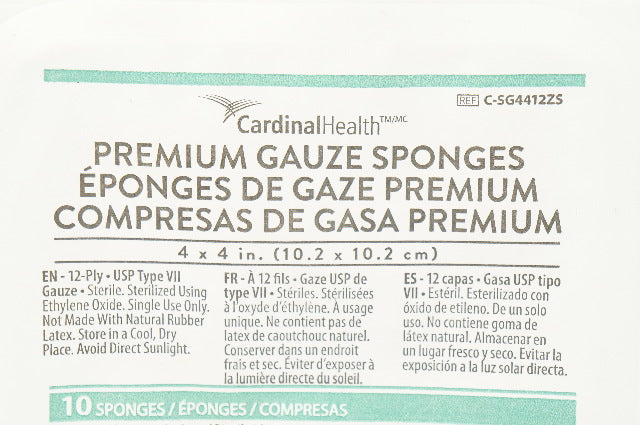 REF C-SG4412ZS
CardinalHealth™/MC
PREMIUM GAUZE SPONGES
ÉPONGES DE GAZE PREMIUM
COMPRESAS DE GASA PREMIUM
4 x 4 in. (10.2 x 10.2 cm)
EN - 12-Ply • USP Type VII
Gauze • Sterile. Sterilized Using
Ethylene Oxide. Single Use Only.
Not Made With Natural Rubber
Latex. Store in a Cool, Dry
Place. Avoid Direct Sunlight.
FR - À 12 fils • Gaze USP de
type VII • Stériles. Stérilisées
à l'oxyde d'éthylène. À usage
unique. Ne contient pas de
latex de caoutchouc naturel.
Conserver dans un endroit
frais et sec. Éviter d'exposer à
la lumière directe du soleil.
ES - 12 capas • Gasa USP tipo
VII • Estéril. Esterilizado con
óxido de etileno. De un solo
uso. No contiene goma de
látex natural. Almacenar en
un lugar fresco y seco. Evitar la
exposición a la luz solar directa.
10 SPONGES / ÉPONGES / COMPRESAS